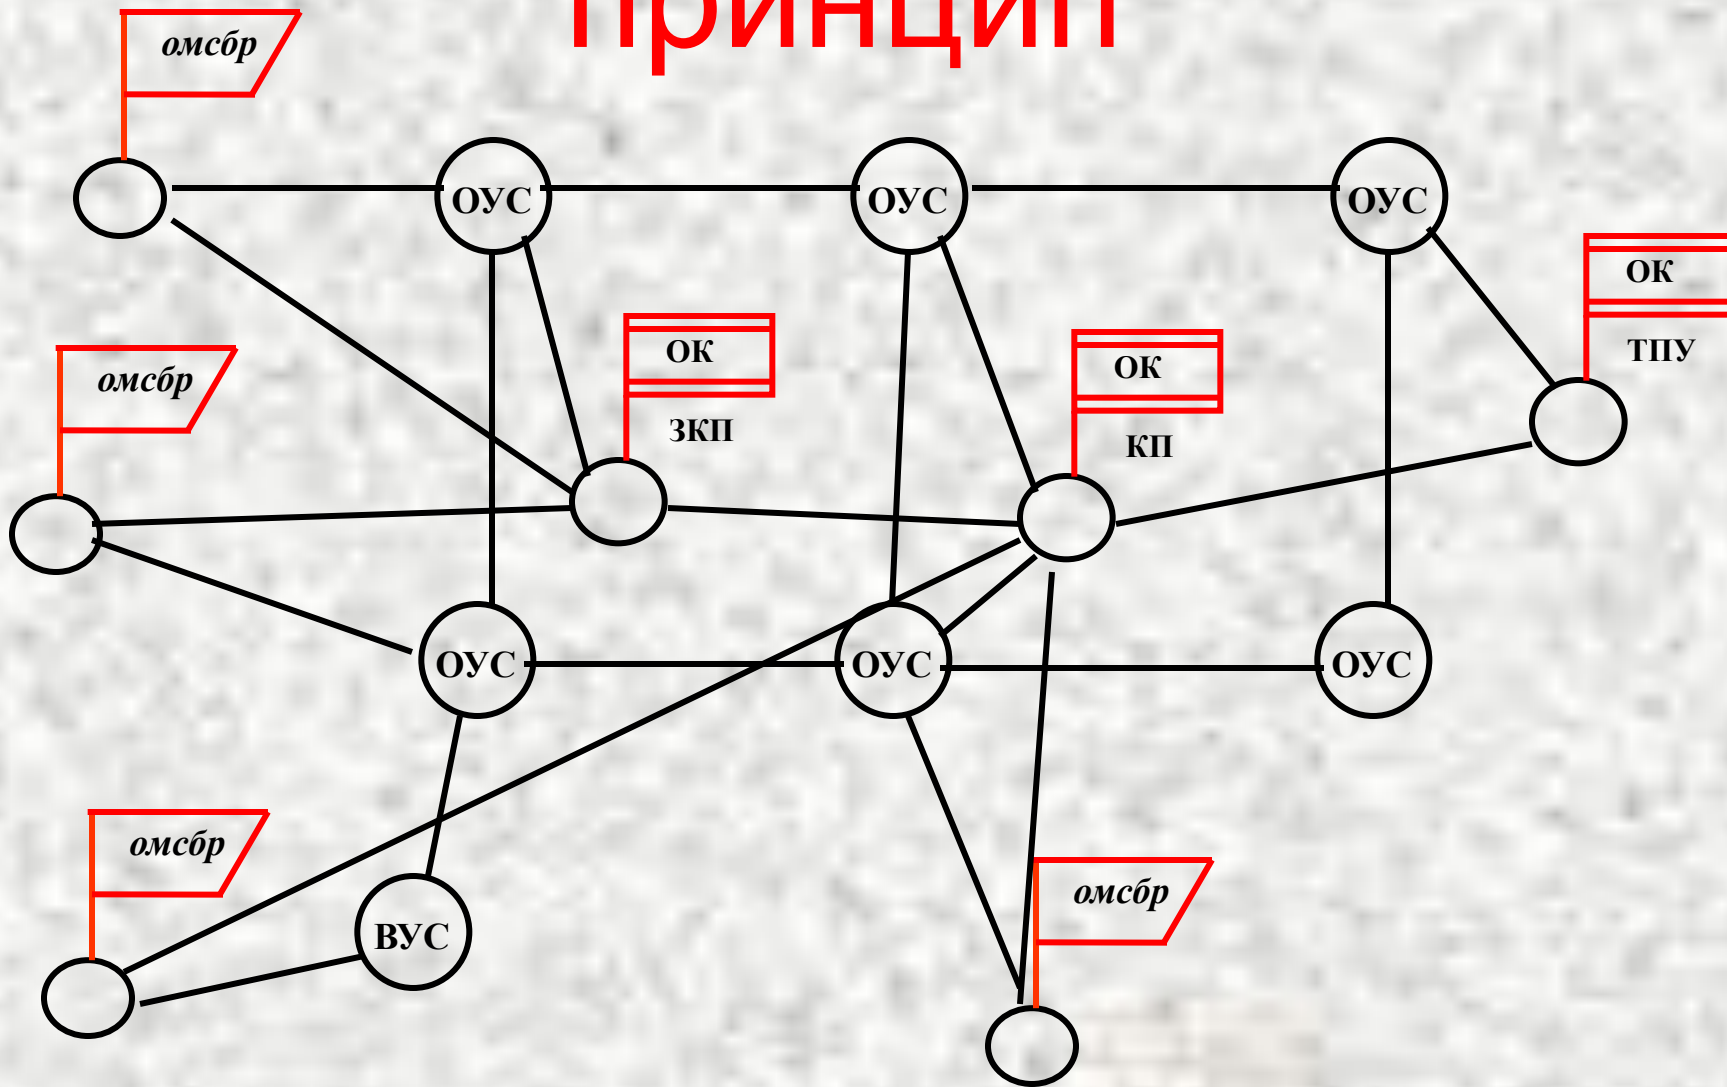 принцип
омсбр
ОУС
ОУС
ОУС
ОК
ТПУ
ОК
ЗКП
ОК
КП
омсбр
ОУС
ОУС
ОУС
омсбр
ВУС
омсбр